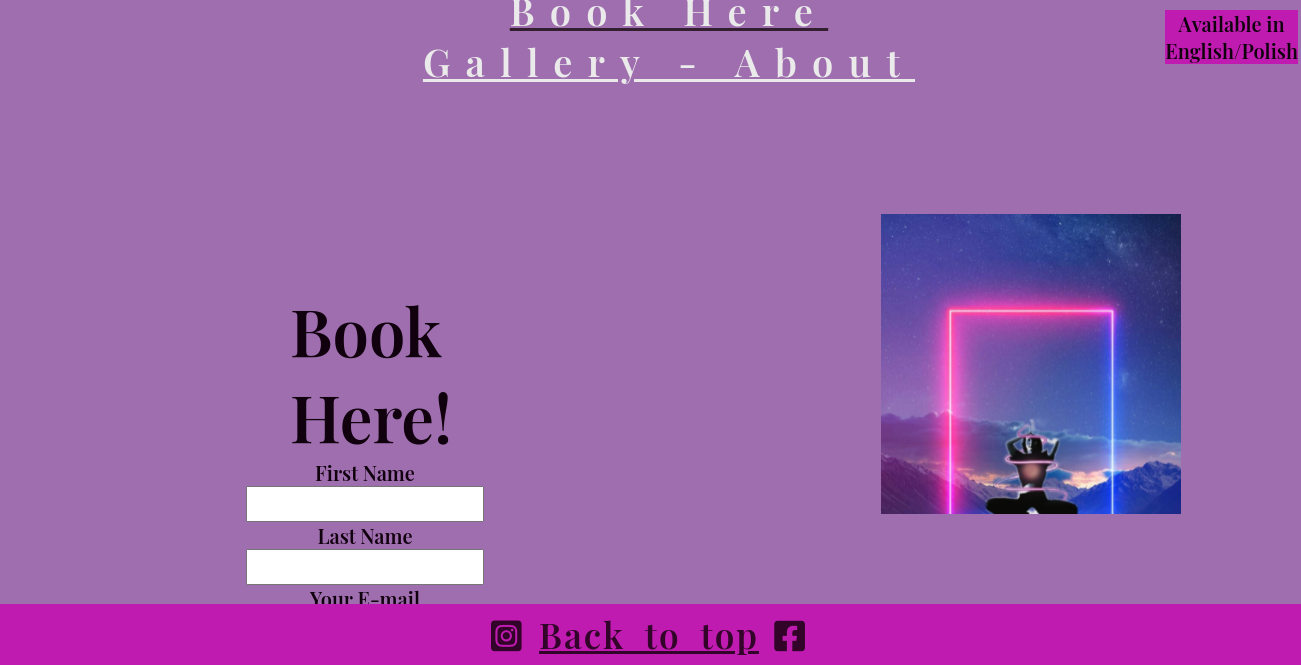 Book Here
Gallery - About
Available in
English/Polish
Book
Here!
First Name
Last Name
Your E-mail
Back to top